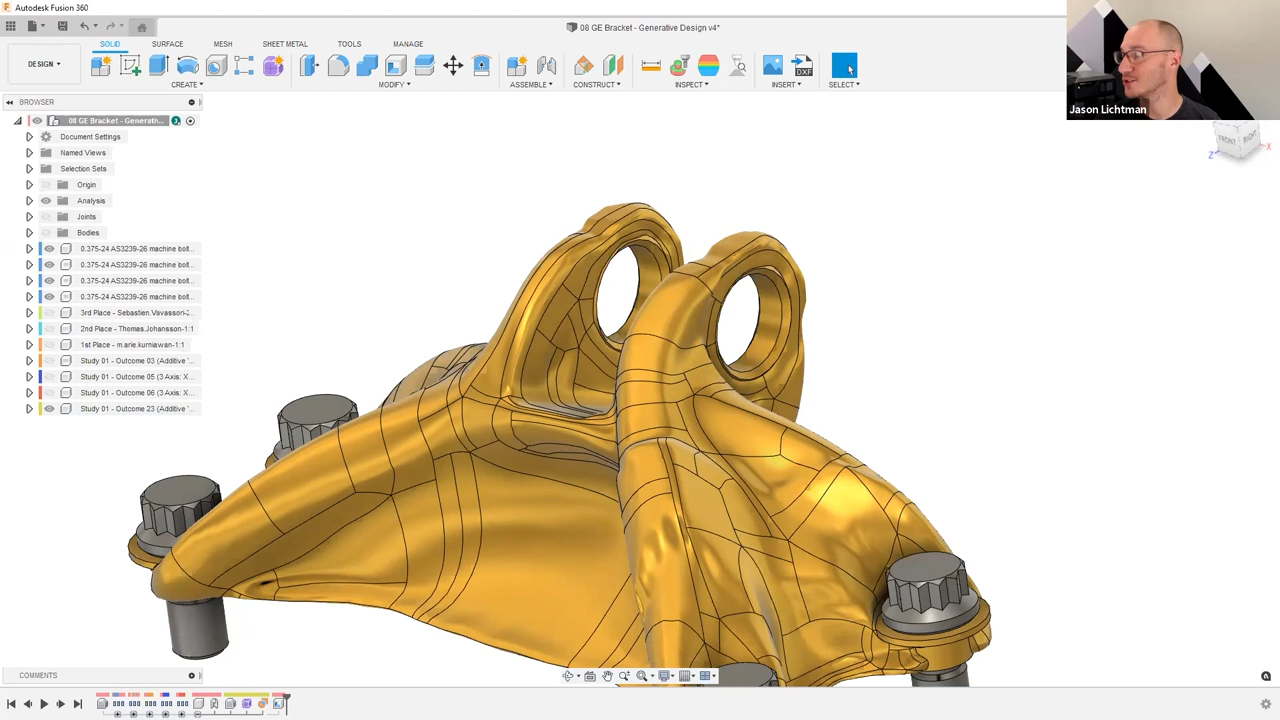 Autodesk Fusion 360
08 GE Bracket - Generative Design v4*
SOLID SURFACE MESH SHEET METAL TOOLS MANAGE
DESIGN
DXF
CREATE MODIFY ASSEMBLE CONSTRUCT INSPECT INSERT SELECT
Jason Lichtman
BROWSER
08 GE Bracket - Generath...
Document Settings
Named Views
Selection Sets
Origin
Analysis
Joints
Bodies
0.375-24 AS3239-26 machine bolt...
0.375-24 AS3239-26 machine bolt...
0.375-24 AS3239-26 machine bolt...
0.375-24 AS3239-26 machine bolt...
3rd Place - Sebastien.Vavassori-2...
2nd Place - Thomas.Johansson-1:1
1st Place - m.arie.kurniawan-1:1
Study 01 - Outcome 03 (Additive '...
Study 01 - Outcome 05 (3 Axis: X...
Study 01 - Outcome 06 (3 Axis: X...
Study 01 - Outcome 23 (Additive '...
FRONT RIGHT
Z X
COMMENTS